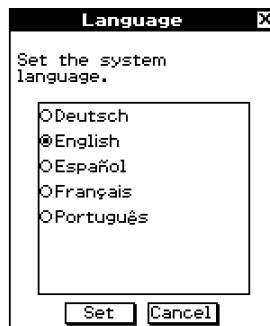 Language X
Set the system
language.
Deutsch
English
Español
Français
Português
Set Cancel